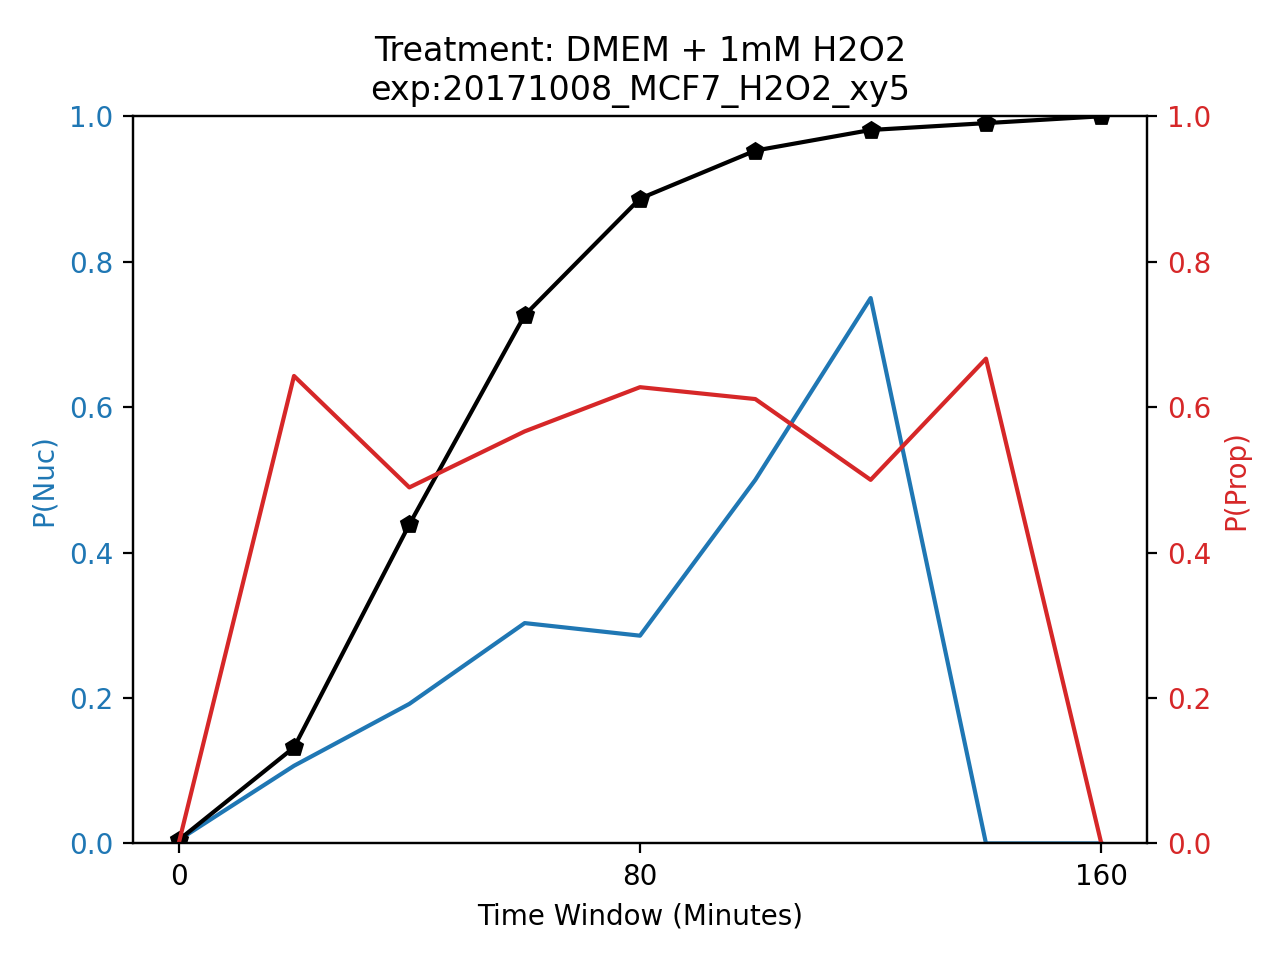 Treatment: DMEM + 1mM H2O2
exp:20171008_MCF7_H2O2_xy5
1.0
0.8
0.6
0.4
0.2
0.0
P(Nuc)
1.0
0.8
0.6
0.4
0.2
0.0
P(Prop)
0 80 160
Time Window (Minutes)